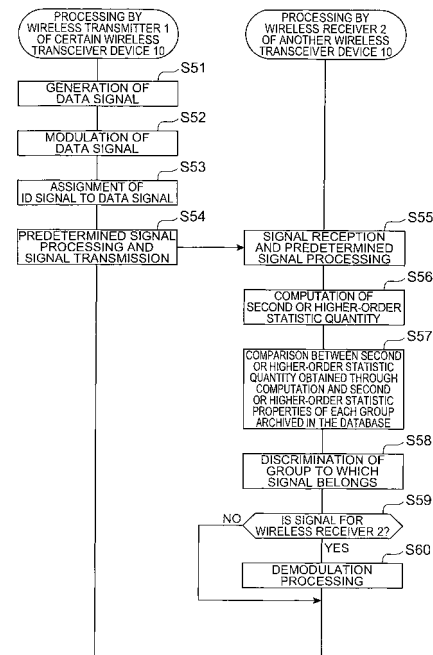 PROCESSING BY
WIRELESS TRANSMITTER 1
OF CERTAIN WIRELESS
TRANSCEIVER DEVICE 10
S51
GENERATION OF
DATA SIGNAL
S52
MODULATION OF
DATA SIGNAL
S53
ASSIGNMENT OF
ID SIGNAL TO DATA SIGNAL
S54
PREDETERMINED SIGNAL
PROCESSING AND
SIGNAL TRANSMISSION
PROCESSING BY
WIRELESS RECEIVER 2
OF ANOTHER WIRELESS
TRANSCEIVER DEVICE 10
S55
SIGNAL RECEPTION
AND PREDETERMINED
SIGNAL PROCESSING
S56
COMPUTATION OF
SECOND OR HIGHER-ORDER
STATISTIC QUANTITY
S57
COMPARISON BETWEEN SECOND
OR HIGHER-ORDER STATISTIC
QUANTITY OBTAINED THROUGH
COMPUTATION AND SECOND
OR HIGHER-ORDER STATISTIC
PROPERTIES OF EACH GROUP
ARCHIVED IN THE DATABASE
S58
DISCRIMINATION OF
GROUP TO WHICH
SIGNAL BELONGS
S59
NO
IS SIGNAL FOR
WIRELESS RECEIVER 2?
YES
S60
DEMODULATION
PROCESSING